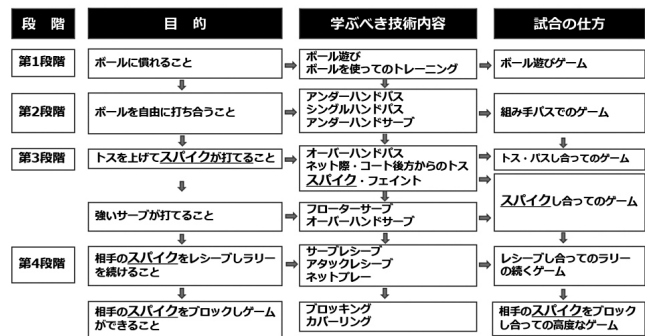 段　階
目　的
学ぶべき技術内容
試合の仕方
第1段階
ボールに慣れること
ボール遊び
ボールを使ってのトレーニング
ボール遊びゲーム
第2段階
ボールを自由に打ち合うこと
アンダーハンドパス
シングルハンドパス
アンダーハンドサーブ
組み手パスでのゲーム
第3段階
トスを上げてスパイクが打てること
オーバーハンドパス
ネット際・コート後方からのトス
スパイク・フェイント
トス・パスし合ってのゲーム
スパイクし合ってのゲーム
強いサーブが打てること
フローターサーブ
オーバーハンドサーブ
第4段階
相手のスパイクをレシーブしラリー
を続けること
サーブレシーブ
アタックレシーブ
ネットプレー
レシーブし合ってのラリー
の続くゲーム
相手のスパイクをブロックしゲーム
ができること
ブロッキング
カバーリング
相手のスパイクをブロック
し合っての高度なゲーム